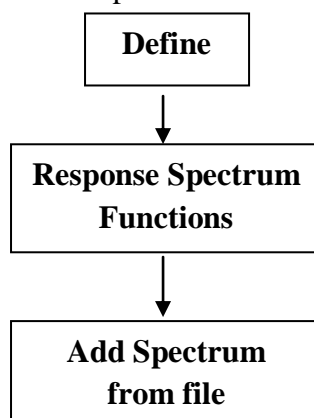 Define
Response Spectrum
Functions
Add Spectrum
from file